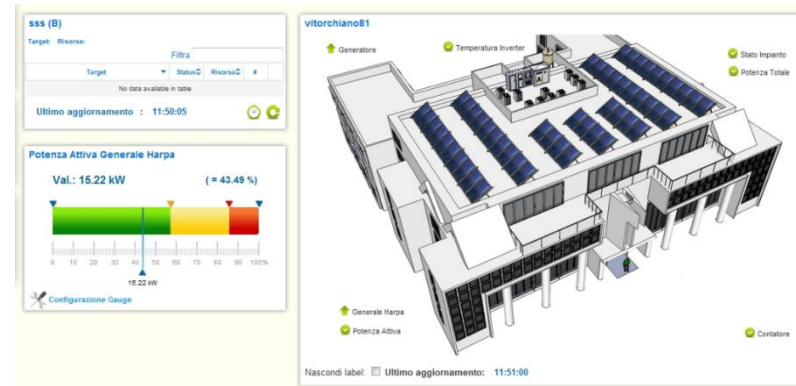 sss (B)
Target: Risorse:
Filtra
Target Status Risorsa #
No data available in table
Ultimo aggiornamento : 11:50:05
Potenza Attiva Generale Harpa
Val.: 15.22 kW ( = 43.49 %)
0 10 20 30 40 50 60 70 80 90 100%
15.22 kW
Configurazione Gauge
vitorchiano81
Generatore
Temperatura Inverter
Stato Impianto
Potenza Totale
Generale Harpa
Potenza Attiva
Contatore
Nascondi label: Ultimo aggiornamento: 11:51:00